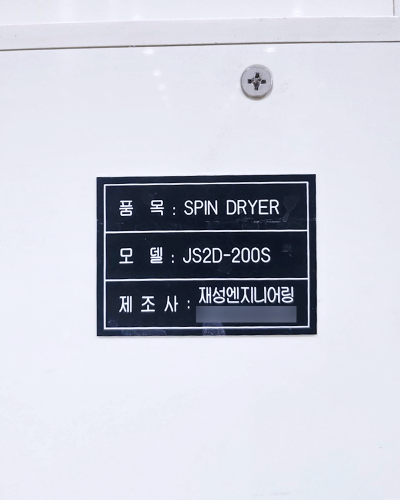 품 목 : SPIN DRYER
모 델 : JS2D-200S
제 조 사 : 재성엔지니어링